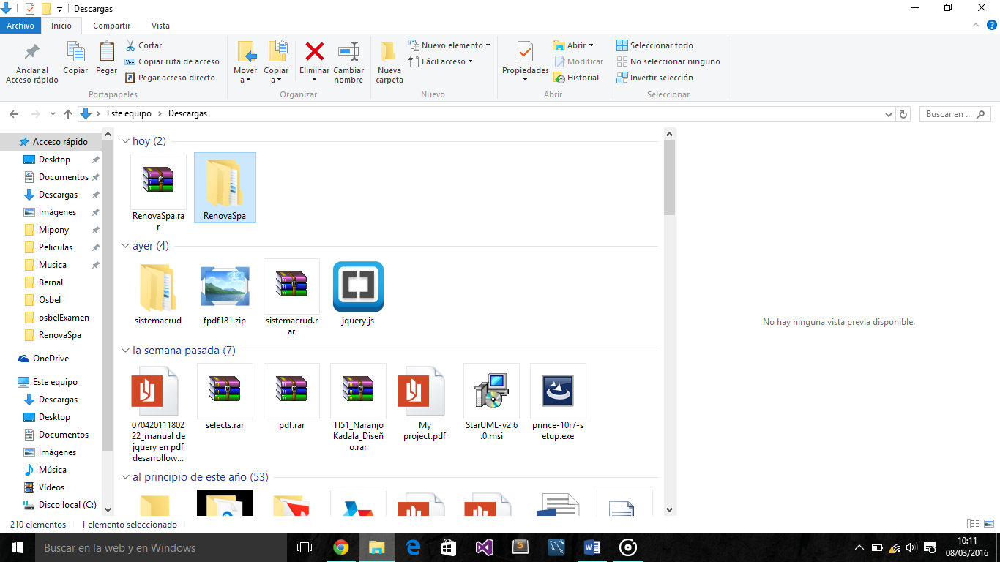 Descargas
Archivo Inicio Compartir Vista
Anclar al
Acceso rápido
Copiar
Pegar
Cortar
Copiar ruta de acceso
Pegar acceso directo
Portapapeles
Mover
a
Copiar
a
Eliminar
Cambiar
nombre
Organizar
Nueva
carpeta
Nuevo elemento
Fácil acceso
Nuevo
Propiedades
Abrir
Modificar
Historial
Abrir
Seleccionar todo
No seleccionar ninguno
Invertir selección
Seleccionar
Este equipo > Descargas
Buscar en ...
Acceso rápido
Desktop
Documentos
Descargas
Imágenes
Mipony
Peliculas
Musica
Bernal
Osbel
osbelExamen
RenovaSpa
OneDrive
Este equipo
Descargas
Desktop
Documentos
Imágenes
Música
Vídeos
Disco local (C:)
hoy (2)
RenovaSpa.ra
r
RenovaSpa
ayer (4)
sistemacrud
fpdf181.zip
sistemacrud.r
ar
jquery.js
la semana pasada (7)
070420111802
22_manual de
jquery en pdf
desarrollow...
selects.rar
pdf.rar
TI51_Naranjo
Kadala_Diseñ
o.rar
My
project.pdf
StarUML-v2.6
.0.msi
prince-10r7-s
etup.exe
al principio de este año (53)
No hay ninguna vista previa disponible.
210 elementos 1 elemento seleccionado
Buscar en la web y en Windows
10:11
08/03/2016